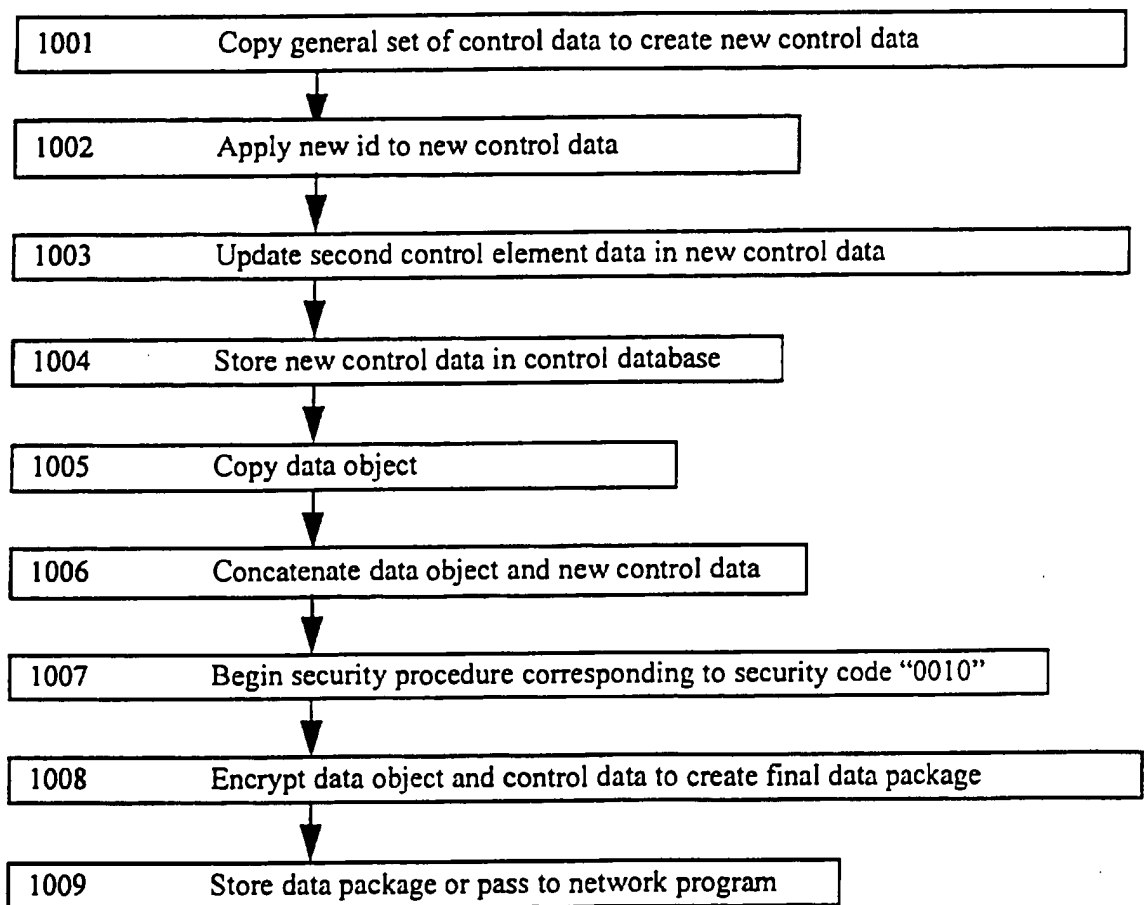 1001 Copy general set of control data to create new control data
1002 Apply new id to new control data
1003 Update second control element data in new control data
1004 Store new control data in control database
1005 Copy data object
1006 Concatenate data object and new control data
1007 Begin security procedure corresponding to security code “0010”
1008 Encrypt data object and control data to create final data package
1009 Store data package or pass to network program